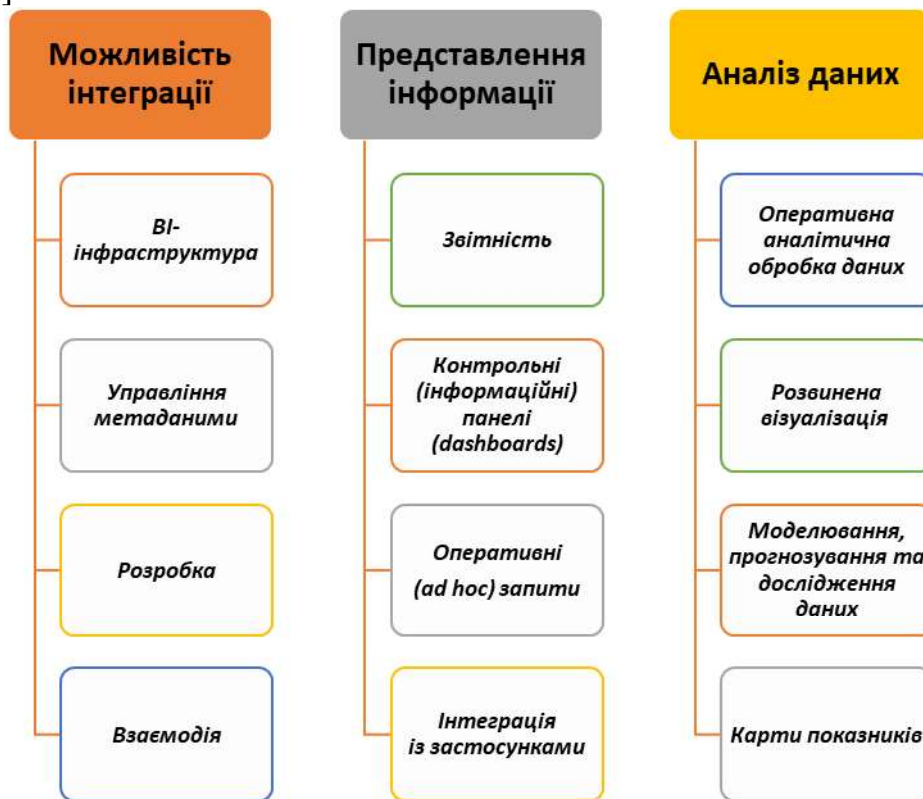 ]
Можливість
інтеграції
ВІ-
інфраструктура
Управління
метаданими
Розробка
Взаємодія
Представлення
інформації
Звітність
Контрольні
(інформаційні)
панелі
(dashboards)
Оперативні
(ad hoc) запити
Інтеграція
із застосунками
Аналіз даних
Оперативна
аналітична
обробка даних
Розвинена
візуалізація
Моделювання,
прогнозування та
дослідження
даних
Карти показників